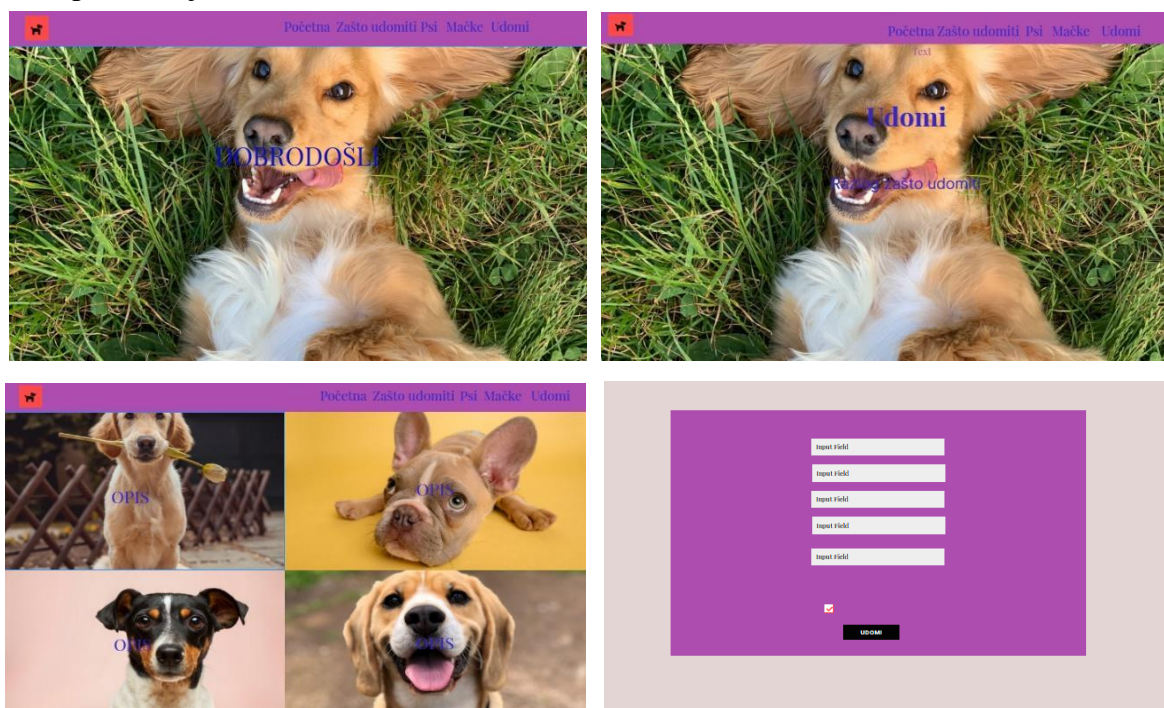 Početna Zašto udomiti Psi Mačke Udomi
DOBRODOŠLI
Početna Zašto udomiti Psi Mačke Udomi
Text
Udomi
Razlog zašto udomiti
Početna Zašto udomiti Psi Mačke Udomi
OPIS
OPIS
OPIS
OPIS
Input Field
Input Field
Input Field
Input Field
Input Field
UDOMI